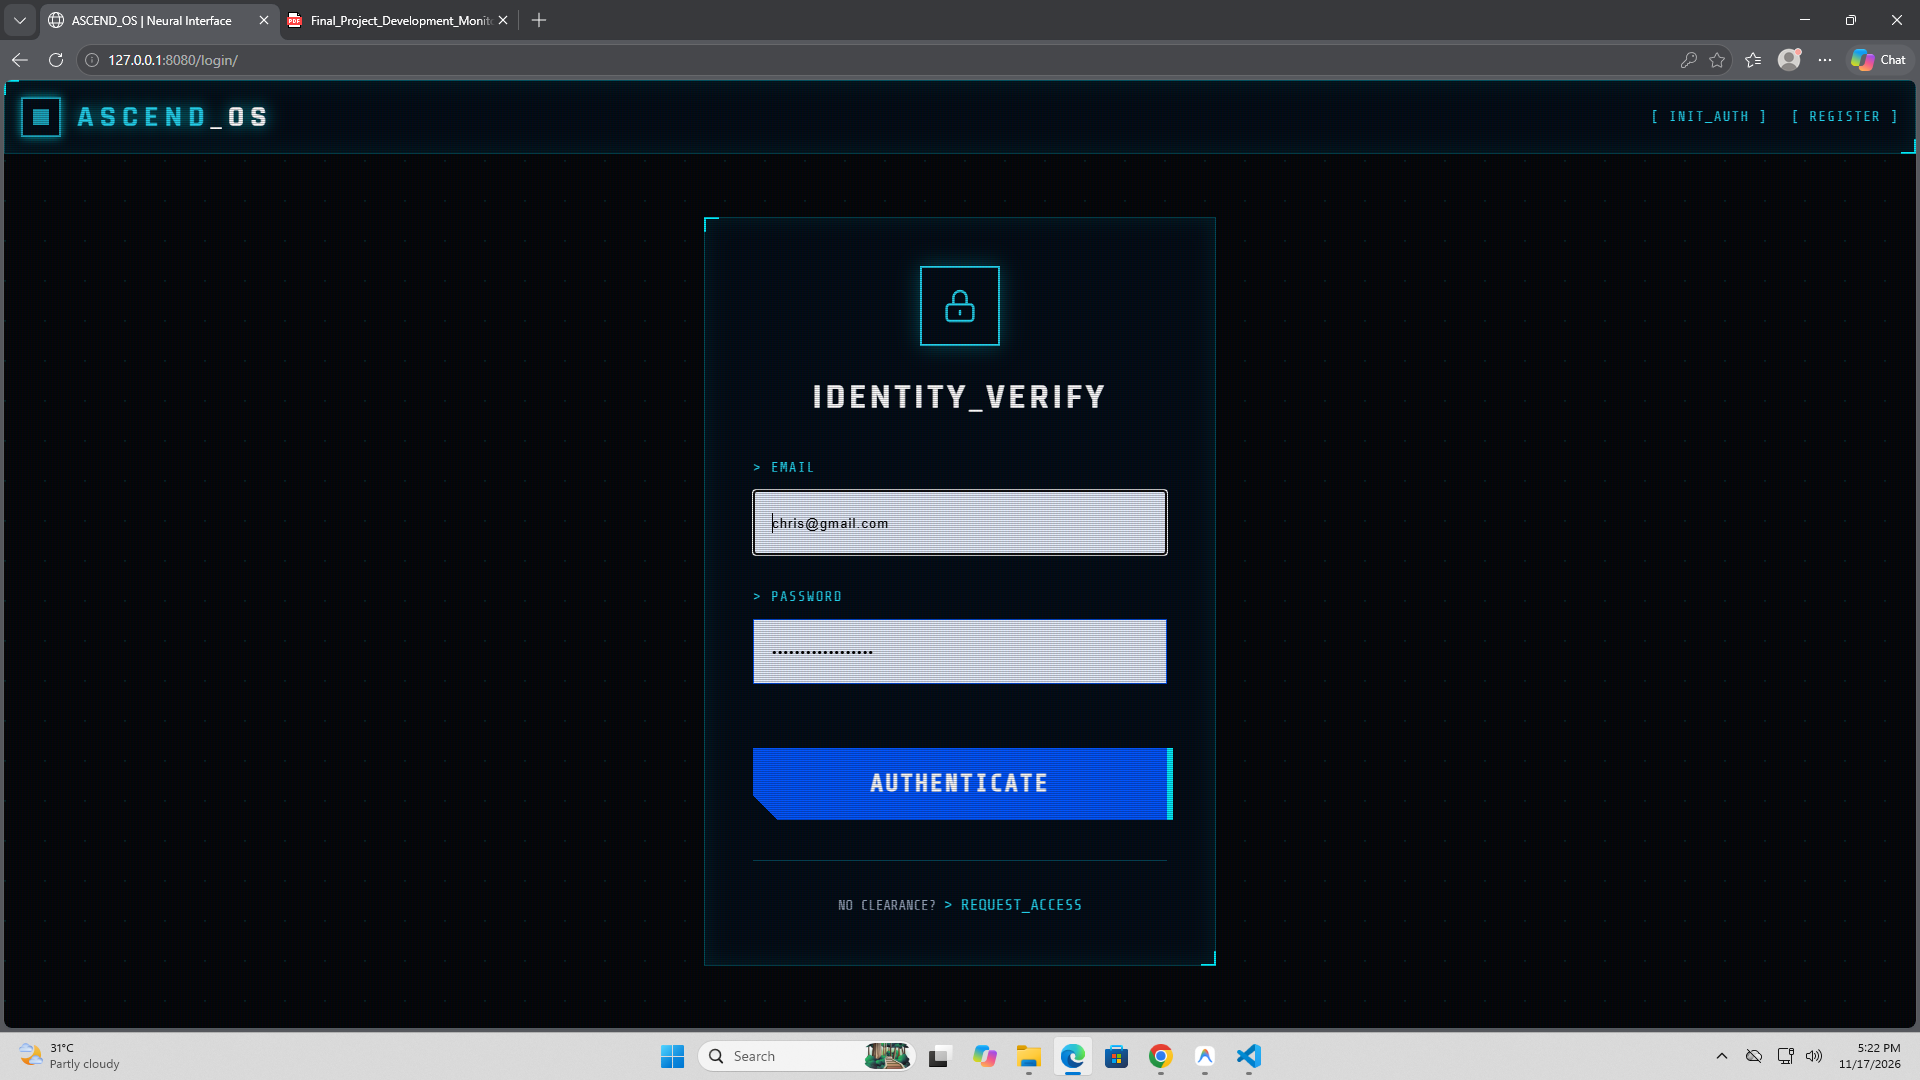 ASCEND_OS | Neural Interface
Final_Project_Development_Monit
127.0.0.1:8080/login/
Chat
ASCEND_OS
[ INIT_AUTH ]
[ REGISTER ]
IDENTITY_VERIFY
> EMAIL
chris@gmail.com
> PASSWORD
••••••••••••••••••
AUTHENTICATE
NO CLEARANCE? > REQUEST_ACCESS
31°C
Partly cloudy
Search
5:22 PM
11/17/2026